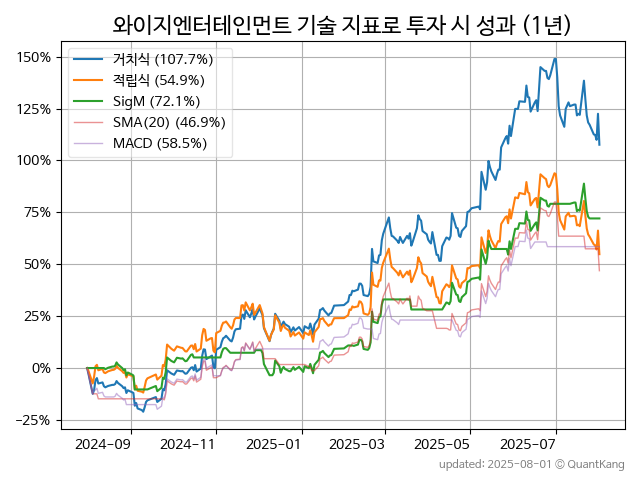 와이지엔터테인먼트 기술 지표로 투자 시 성과 (1년)
150%
125%
100%
75%
50%
25%
0%
−25%
거치식 (107.7%)
적립식 (54.9%)
SigM (72.1%)
SMA(20) (46.9%)
MACD (58.5%)
2024−09
2024−11
2025−01
2025−03
2025−05
2025−07
updated: 2025-08-01 © QuantKang